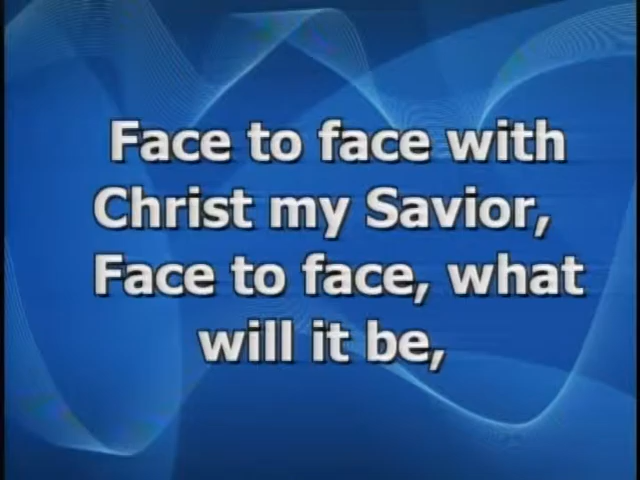 Face to face with
Christ my Savior,
Face to face, what
will it be,